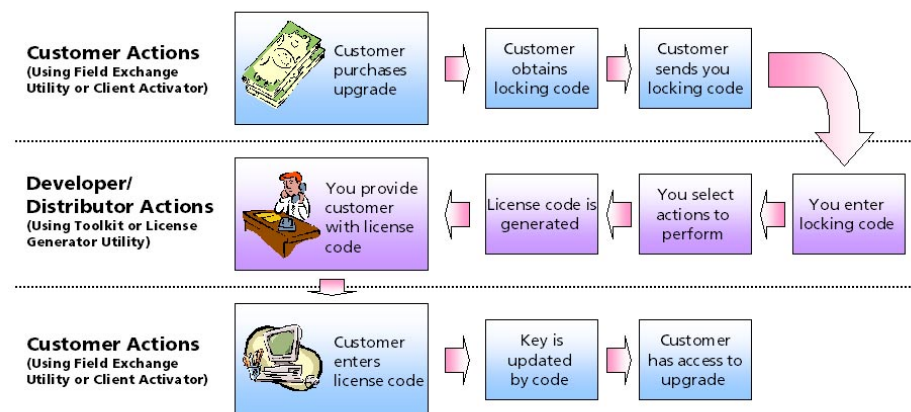 Customer Actions
(Using Field Exchange
Utility or Client Activator)
Customer
purchases
upgrade
Customer
obtains
locking code
Customer
sends you
locking code
Developer/
Distributor Actions
(Using Toolkit or License
Generator Utility)
You provide
customer
with license
code
License code is
generated
You select
actions to
perform
You enter
locking code
Customer Actions
(Using Field Exchange
Utility or Client Activator)
Customer
enters
license code
Key is
updated
by code
Customer
has access to
upgrade